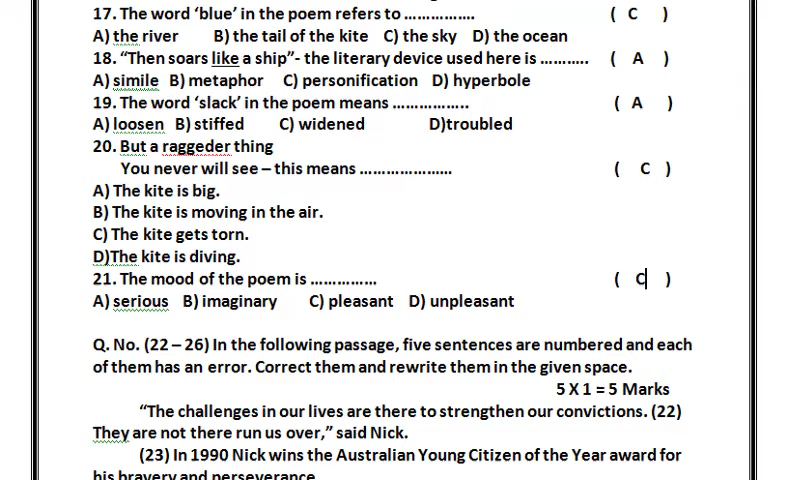 17. The word ‘blue’ in the poem refers to ……………. ( C )
A) the river B) the tail of the kite C) the sky D) the ocean
18. “Then soars like a ship”- the literary device used here is ……….. ( A )
A) simile B) metaphor C) personification D) hyperbole
19. The word ‘slack’ in the poem means …………….. ( A )
A) loosen B) stiffed C) widened D)troubled
20. But a raggeder thing
You never will see – this means ………………… ( C )
A) The kite is big.
B) The kite is moving in the air.
C) The kite gets torn.
D)The kite is diving.
21. The mood of the poem is …………… ( C )
A) serious B) imaginary C) pleasant D) unpleasant
Q. No. (22 – 26) In the following passage, five sentences are numbered and each
of them has an error. Correct them and rewrite them in the given space.
5 X 1 = 5 Marks
“The challenges in our lives are there to strengthen our convictions. (22)
They are not there run us over,” said Nick.
(23) In 1990 Nick wins the Australian Young Citizen of the Year award for
his bravery and perseverance.